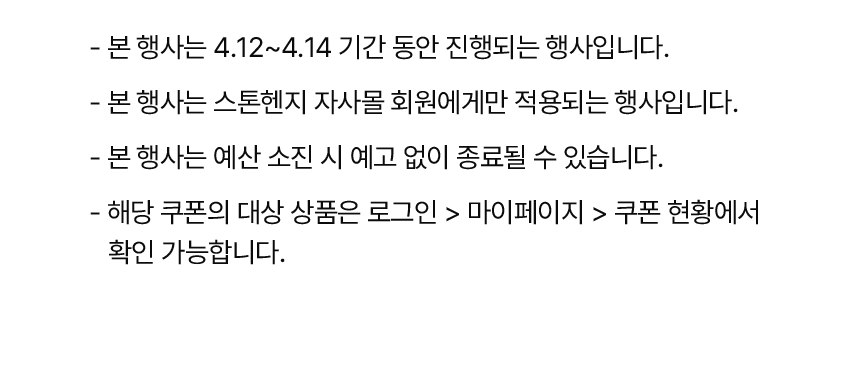 - 본 행사는 4.12~4.14 기간 동안 진행되는 행사입니다.
- 본 행사는 스톤헨지 자사몰 회원에게만 적용되는 행사입니다.
- 본 행사는 예산 소진 시 예고 없이 종료될 수 있습니다.
- 해당 쿠폰의 대상 상품은 로그인 > 마이페이지 > 쿠폰 현황에서
확인 가능합니다.